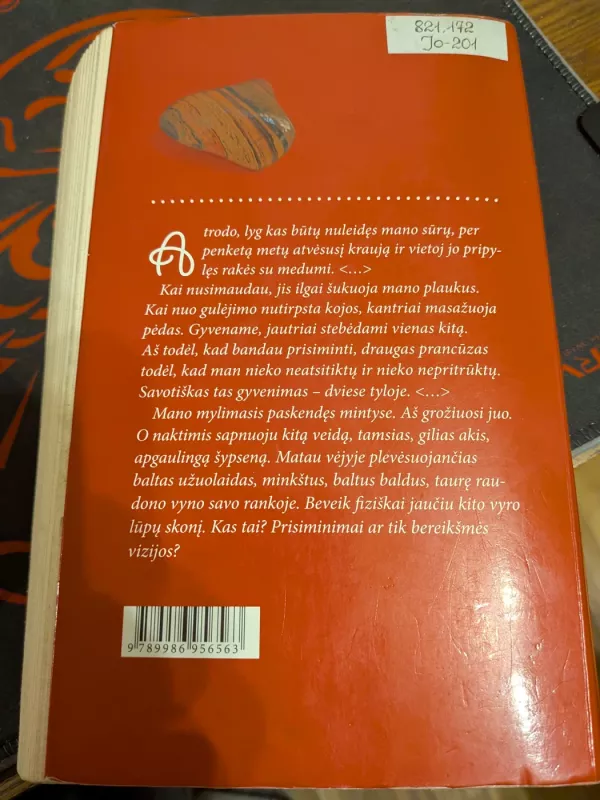 821.172
Jo-201
Atrodo, lyg kas būtų nuleidęs mano sūrų, per
penketą metų atvėsusį kraują ir vietoj jo pripy-
lęs rakės su medumi. <...>
Kai nusimaudau, jis ilgai šukuoja mano plaukus.
Kai nuo gulėjimo nutirpsta kojos, kantriai masažuoja
pėdas. Gyvename, jautriai stebėdami vienas kitą.
Aš todėl, kad bandau prisiminti, draugas prancūzas
todėl, kad man nieko neatsitiktų ir nieko nepritrūktų.
Savotiškas tas gyvenimas – dviese tyloje. <...>
Mano mylimasis paskendęs mintyse. Aš grožiuosi juo.
O naktimis sapnuoju kitą veidą, tamsias, gilias akis,
apgaulingą šypseną. Matau vėjyje plevėsuojančias
baltas užuolaidas, minkštus, baltus baldus, taurę rau-
dono vyno savo rankoje. Beveik fiziškai jaučiu kito vyro
lūpų skonį. Kas tai? Prisiminimai ar tik bereikšmės
vizijos?
9 789986 956563